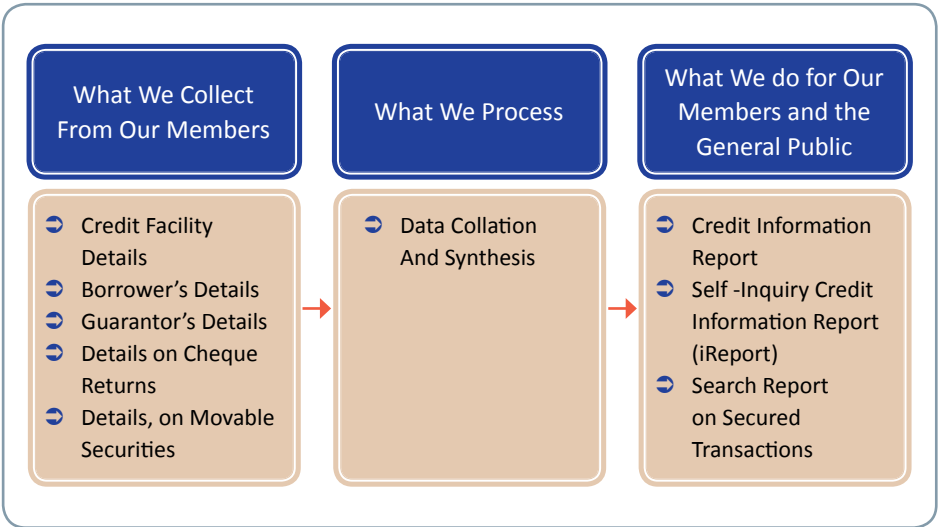 What We Collect
From Our Members
Credit Facility
Details
Borrower’s Details
Guarantor’s Details
Details on Cheque
Returns
Details, on Movable
Securities
What We Process
Data Collation
And Synthesis
What We do for Our
Members and the
General Public
Credit Information
Report
Self -Inquiry Credit
Information Report
(iReport)
Search Report
on Secured
Transactions